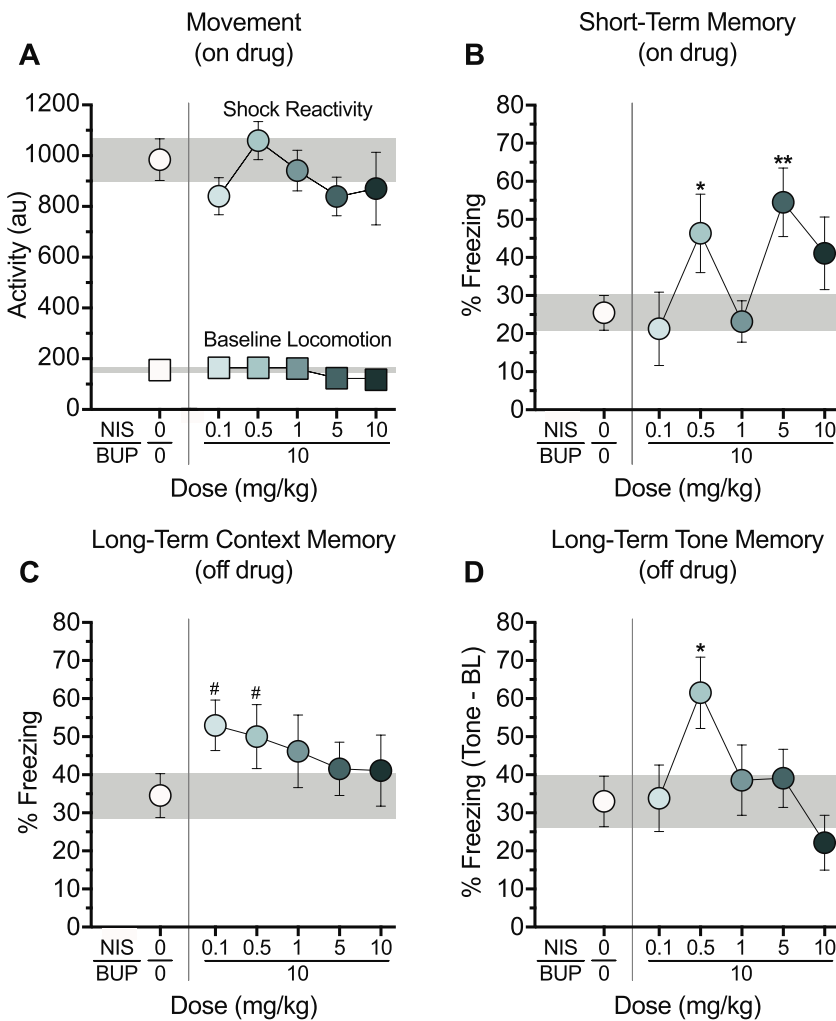 Movement
(on drug)
A
Shock Reactivity
Baseline Locomotion
Activity (au)
1200
1000
800
600
400
200
0
NIS 0 0.1 0.5 1 5 10
BUP 0 10
Dose (mg/kg)
Short-Term Memory
(on drug)
B
% Freezing
80
70
60
50
40
30
20
10
0
*
**
NIS 0 0.1 0.5 1 5 10
BUP 0 10
Dose (mg/kg)
Long-Term Context Memory
(off drug)
C
% Freezing
80
70
60
50
40
30
20
10
0
# #
NIS 0 0.1 0.5 1 5 10
BUP 0 10
Dose (mg/kg)
Long-Term Tone Memory
(off drug)
D
% Freezing (Tone - BL)
80
70
60
50
40
30
20
10
0
*
NIS 0 0.1 0.5 1 5 10
BUP 0 10
Dose (mg/kg)